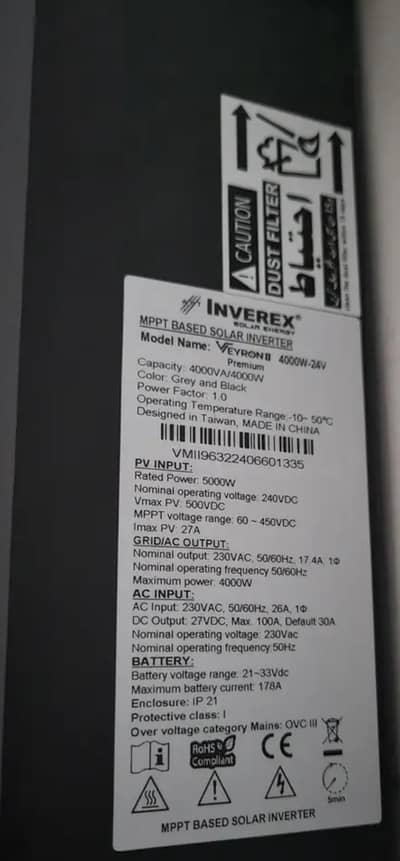 CAUTION
DUST FILTER
احتیاط
INVEREX®
SOLAR ENERGY
MPPT BASED SOLAR INVERTER
Model Name: VEYRON II 4000W-24V
Premium
Capacity: 4000VA/4000W
Color: Grey and Black
Power Factor: 1.0
Operating Temperature Range:-10~ 50℃
Designed in Taiwan, MADE IN CHINA
VMII96322406601335
PV INPUT:
Rated Power: 5000W
Nominal operating voltage: 240VDC
Vmax PV: 500VDC
MPPT voltage range: 60 ~ 450VDC
Imax PV: 27A
GRID/AC OUTPUT:
Nominal output: 230VAC, 50/60Hz, 17.4A, 1Φ
Nominal operating frequency 50/60Hz
Maximum power: 4000W
AC INPUT:
AC Input: 230VAC, 50/60Hz, 26A, 1Φ
DC Output: 27VDC, Max. 100A, Default 30A
Nominal operating voltage: 230Vac
Nominal operating frequency 50Hz
BATTERY:
Battery voltage range: 21~33Vdc
Maximum battery current: 178A
Enclosure: IP 21
Protective class: I
Over voltage category Mains: OVC III
RoHS
Compliant
CE
5min
MPPT BASED SOLAR INVERTER